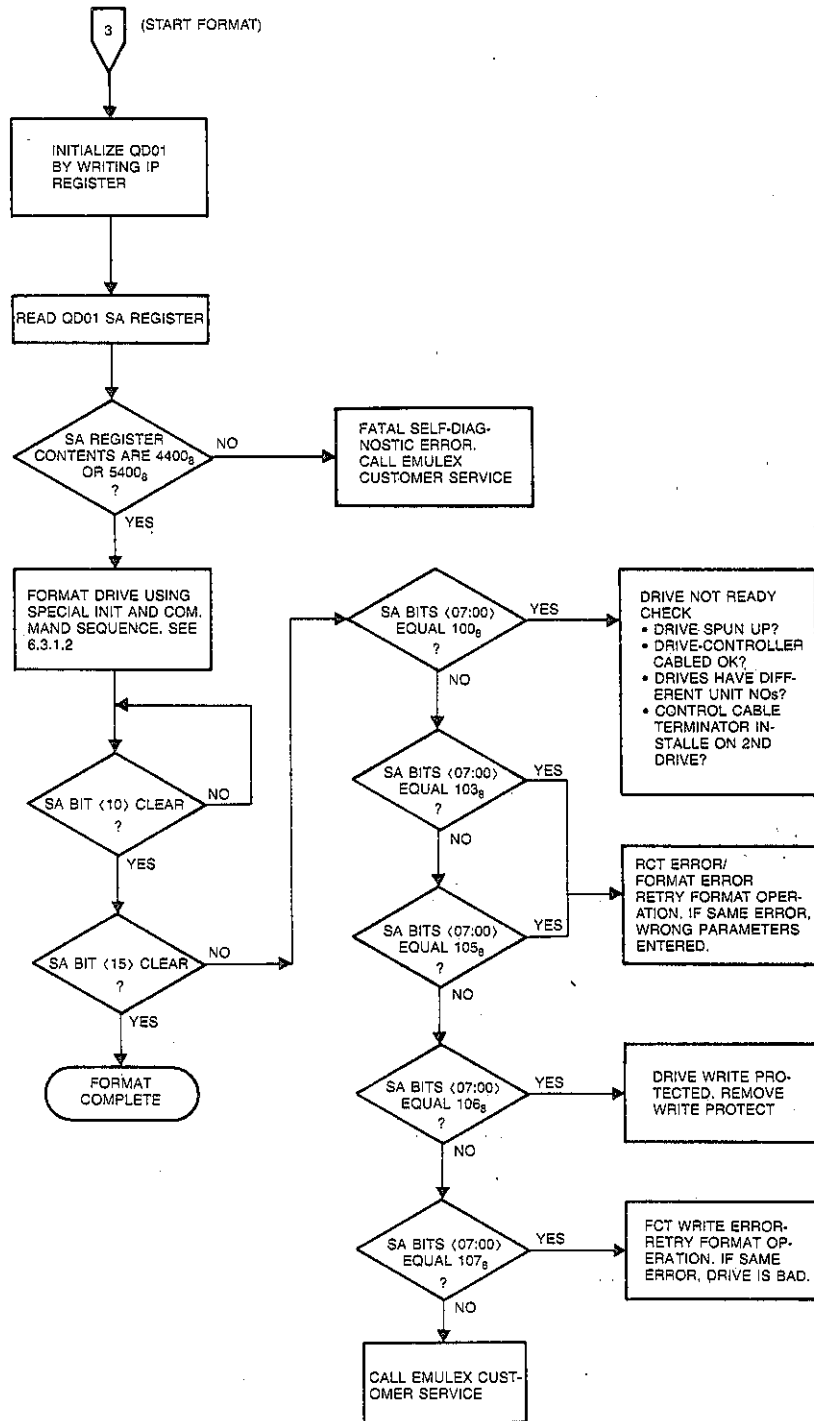 3
(START FORMAT)
INITIALIZE QD01
BY WRITING IP
REGISTER
READ QD01 SA REGISTER
SA REGISTER
CONTENTS ARE 4400₈
OR 5400₈
?
NO
YES
FATAL SELF-DIAG-
NOSTIC ERROR.
CALL EMULEX
CUSTOMER SERVICE
FORMAT DRIVE USING
SPECIAL INIT AND COM.
MAND SEQUENCE. SEE
6.3.1.2
SA BIT ⟨10⟩ CLEAR
?
NO
YES
SA BIT ⟨15⟩ CLEAR
?
NO
YES
FORMAT
COMPLETE
SA BITS ⟨07:00⟩
EQUAL 100₈
?
YES
NO
DRIVE NOT READY
CHECK
• DRIVE SPUN UP?
• DRIVE-CONTROLLER
CABLED OK?
• DRIVES HAVE DIFF-
ERENT UNIT NOs?
• CONTROL CABLE
TERMINATOR IN-
STALLE ON 2ND
DRIVE?
SA BITS ⟨07:00⟩
EQUAL 103₈
?
YES
NO
SA BITS ⟨07:00⟩
EQUAL 105₈
?
YES
NO
RCT ERROR/
FORMAT ERROR
RETRY FORMAT OPER-
ATION. IF SAME ERROR,
WRONG PARAMETERS
ENTERED.
SA BITS ⟨07:00⟩
EQUAL 106₈
?
YES
NO
DRIVE WRITE PRO-
TECTED. REMOVE
WRITE PROTECT
SA BITS ⟨07:00⟩
EQUAL 107₈
?
YES
NO
FCT WRITE ERROR-
RETRY FORMAT OP-
ERATION. IF SAME
ERROR, DRIVE IS BAD.
CALL EMULEX CUST-
OMER SERVICE